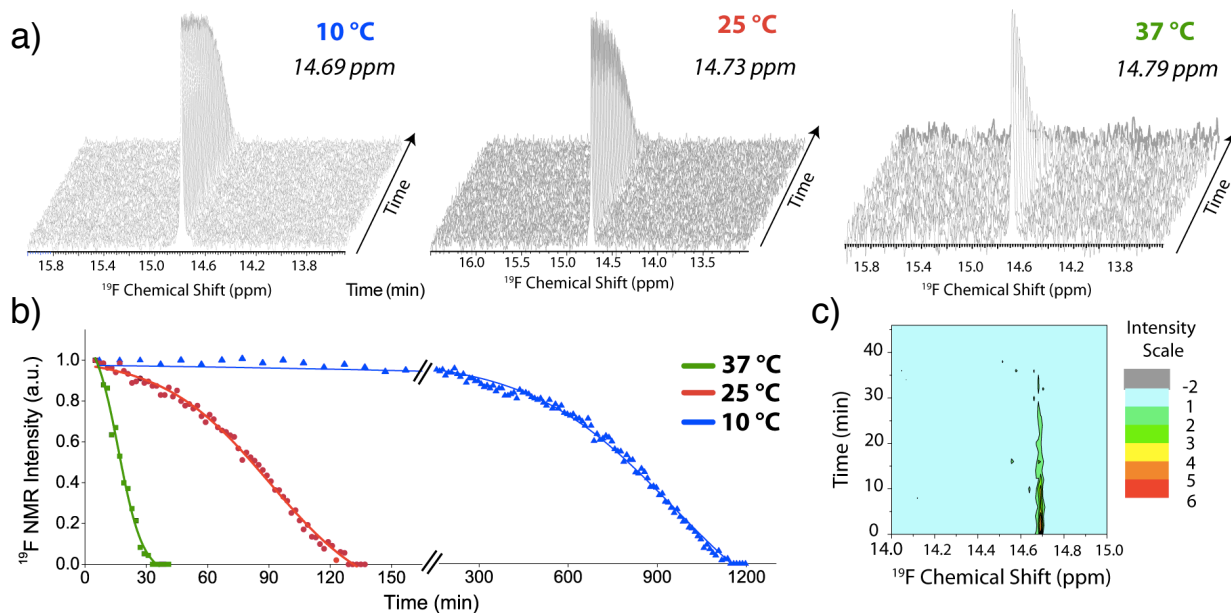 a)
10 °C
14.69 ppm
25 °C
14.73 ppm
37 °C
14.79 ppm
Time
Time
Time
15.8 15.4 15.0 14.6 14.2 13.8
16.5 16.0 15.5 15.0 14.5 14.0 13.5
15.8 15.4 15.0 14.6 14.2 13.8
¹⁹F Chemical Shift (ppm)
Time (min)
¹⁹F Chemical Shift (ppm)
¹⁹F Chemical Shift (ppm)
b)
¹⁹F NMR Intensity (a.u.)
1.0
0.8
0.6
0.4
0.2
0.0
37 °C
25 °C
10 °C
0 30 60 90 120 150 300 600 900 1200
Time (min)
c)
Time (min)
40
30
20
10
0
14.0 14.2 14.4 14.6 14.8 15.0
¹⁹F Chemical Shift (ppm)
Intensity
Scale
-2
1
2
3
4
5
6